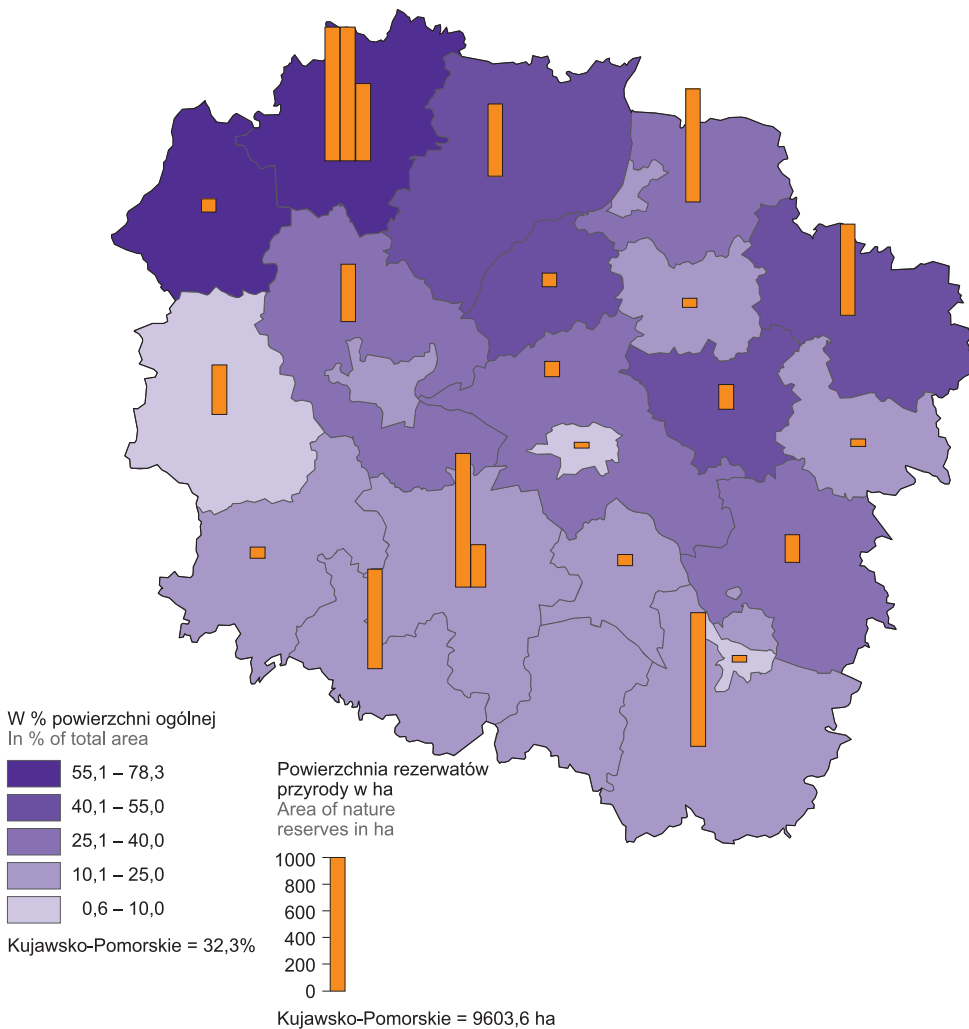 W % powierzchni ogólnej
In % of total area
55,1 – 78,3
40,1 – 55,0
25,1 – 40,0
10,1 – 25,0
0,6 – 10,0
Kujawsko-Pomorskie = 32,3%
Powierzchnia rezerwatów
przyrody w ha
Area of nature
reserves in ha
1000
800
600
400
200
0
Kujawsko-Pomorskie = 9603,6 ha